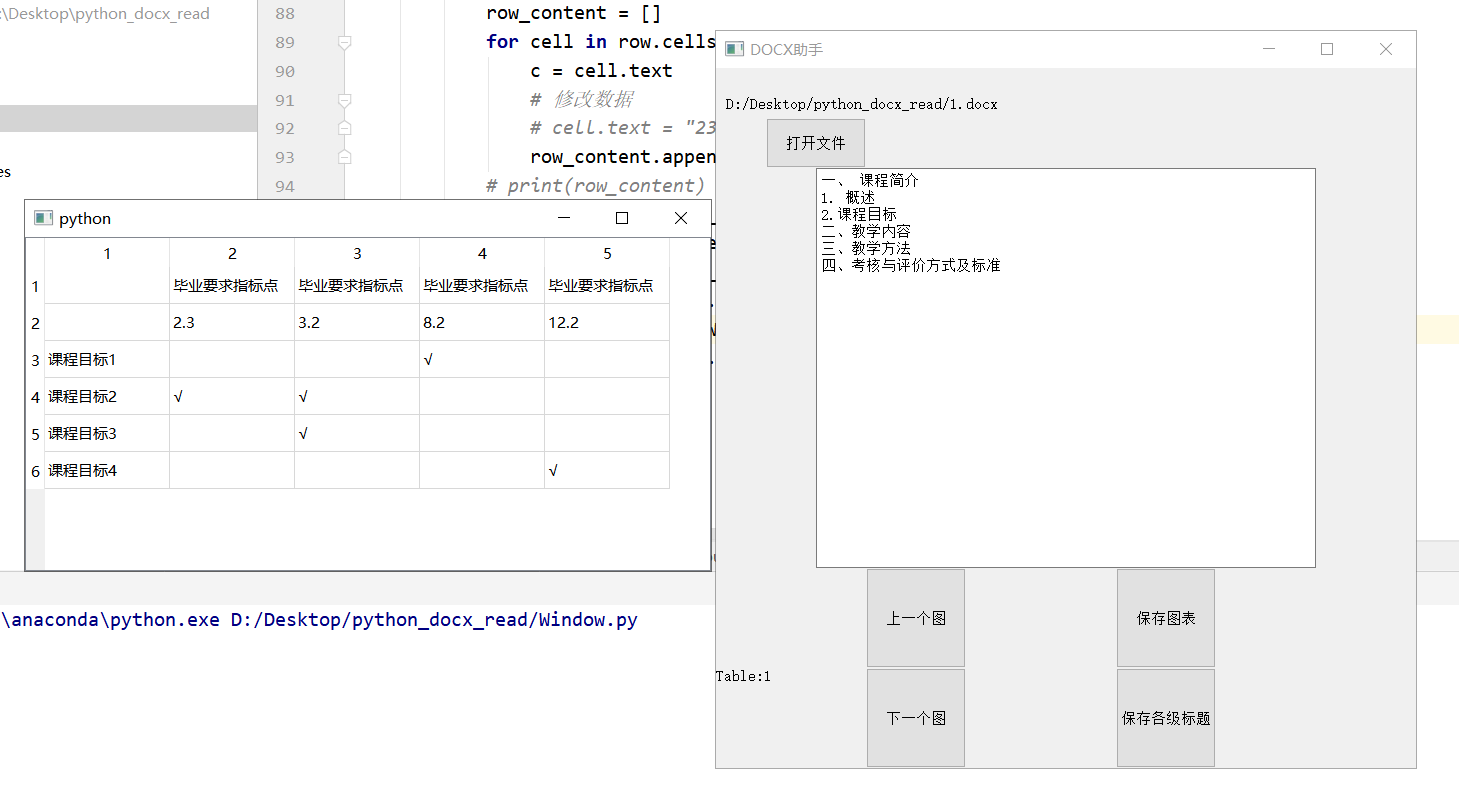 :\Desktop\python_docx_read
88 row_content = []
89 for cell in row.cells
90 c = cell.text
91 # 修改数据
92 # cell.text = "23
93 row_content.appen
94 # print(row_content)
es
python
1 2 3 4 5
1 毕业要求指标点 毕业要求指标点 毕业要求指标点 毕业要求指标点
2 2.3 3.2 8.2 12.2
3 课程目标1 √
4 课程目标2 √ √
5 课程目标3 √
6 课程目标4 √
\anaconda\python.exe D:/Desktop/python_docx_read/Window.py
DOCX助手
D:/Desktop/python_docx_read/1.docx
打开文件
一、 课程简介
1. 概述
2.课程目标
二、教学内容
三、教学方法
四、考核与评价方式及标准
上一个图 保存图表
Table:1
下一个图 保存各级标题